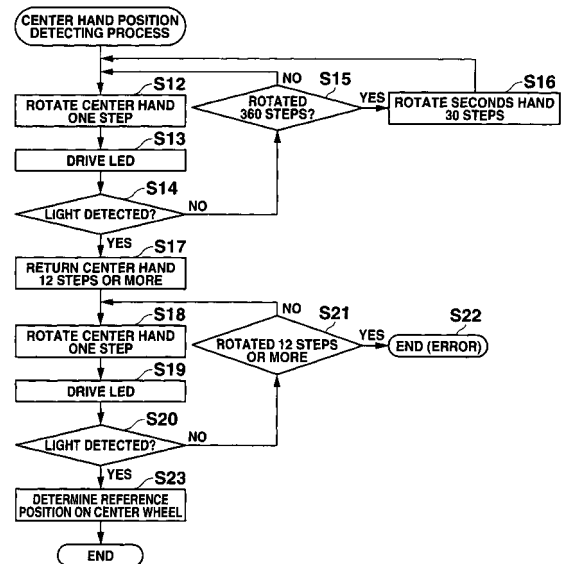 CENTER HAND POSITION
DETECTING PROCESS
S12
ROTATE CENTER HAND
ONE STEP
S13
DRIVE LED
S14
LIGHT DETECTED?
NO
YES
S15
ROTATED
360 STEPS?
NO
YES
S16
ROTATE SECONDS HAND
30 STEPS
S17
RETURN CENTER HAND
12 STEPS OR MORE
S18
ROTATE CENTER HAND
ONE STEP
S19
DRIVE LED
S20
LIGHT DETECTED?
NO
YES
S21
ROTATED 12 STEPS
OR MORE
NO
YES
S22
END (ERROR)
S23
DETERMINE REFERENCE
POSITION ON CENTER WHEEL
END